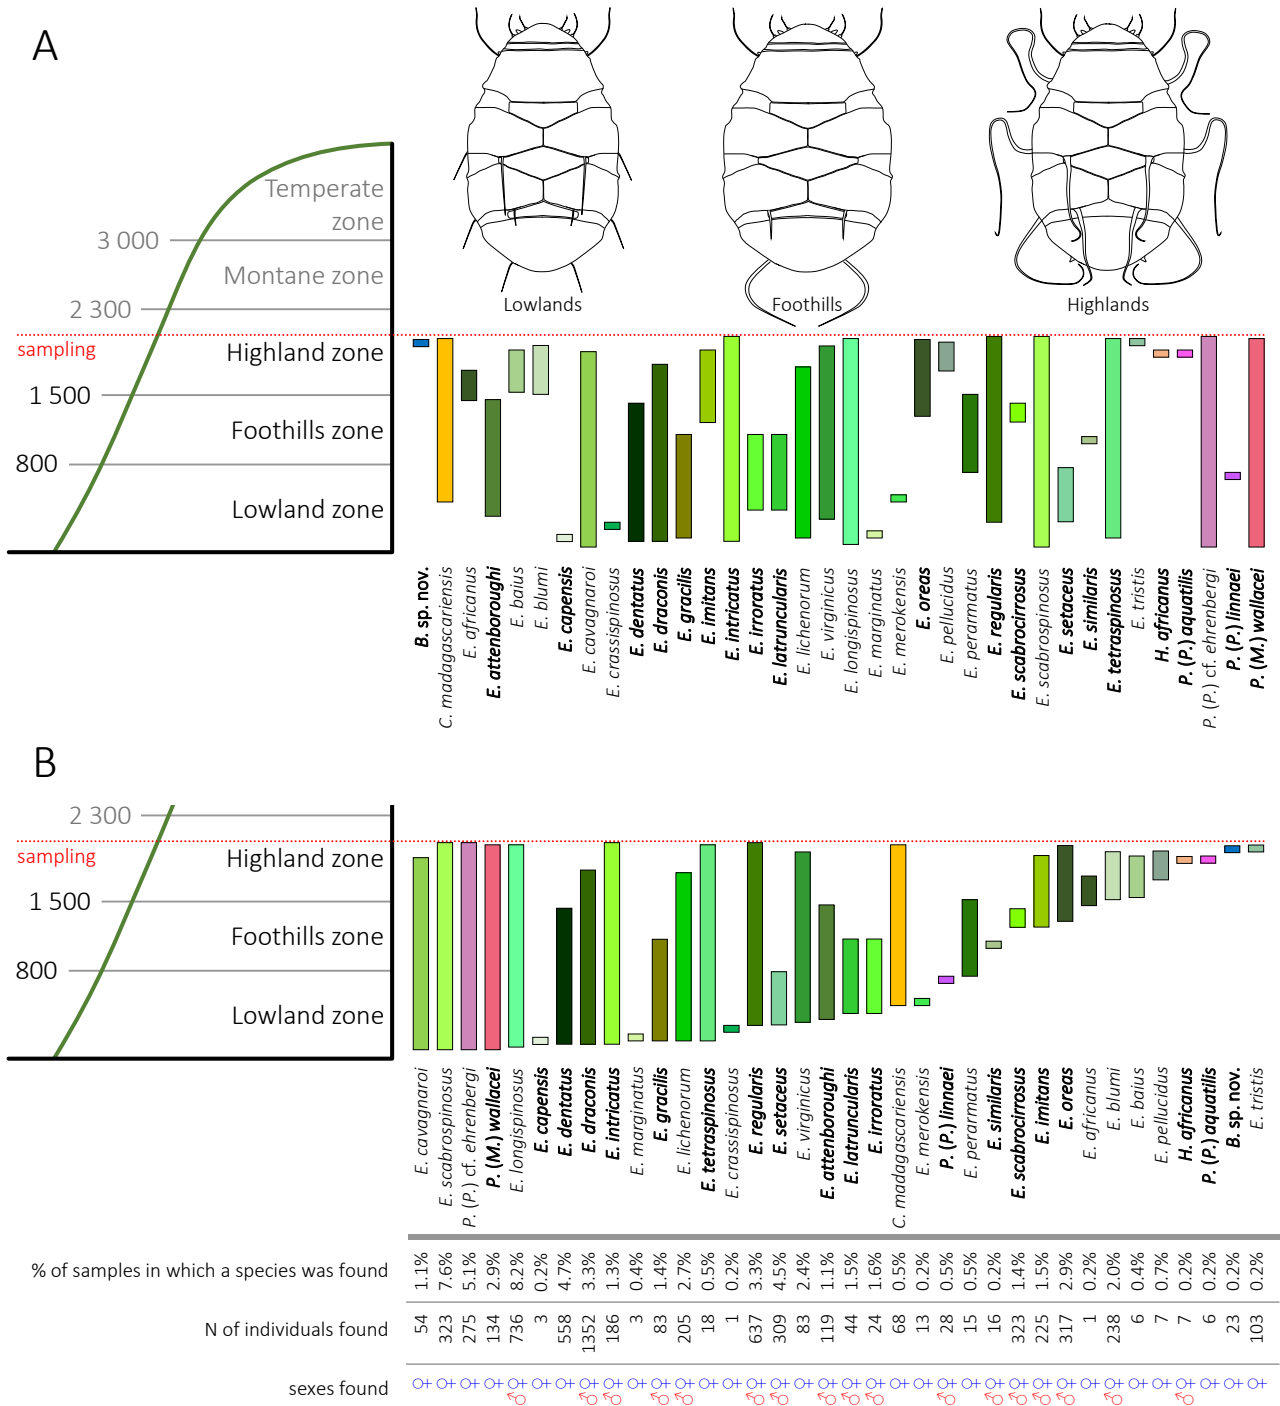 A
Temperate
zone
3 000
Montane zone
2 300
Lowlands
Foothills
Highlands
sampling
Highland zone
1 500
Foothills zone
800
Lowland zone
B. sp. nov.
C. madagascariensis
E. africanus
E. attenboroughi
E. baius
E. blumi
E. capensis
E. cavagnaroi
E. crassispinosus
E. dentatus
E. draconis
E. gracilis
E. imitans
E. intricatus
E. irroratus
E. latruncularis
E. lichenorum
E. virginicus
E. longispinosus
E. marginatus
E. merokensis
E. oreas
E. pellucidus
E. perarmatus
E. regularis
E. scabrocirrosus
E. scabrospinosus
E. setaceus
E. similaris
E. tetraspinosus
E. tristis
H. africanus
P. (P.) aquatilis
P. (P.) cf. ehrenbergi
P. (P.) linnaei
P. (M.) wallacei
B
2 300
sampling
Highland zone
1 500
Foothills zone
800
Lowland zone
E. cavagnaroi
E. scabrospinosus
P. (P.) cf. ehrenbergi
P. (M.) wallacei
E. longispinosus
E. capensis
E. dentatus
E. draconis
E. intricatus
E. marginatus
E. gracilis
E. lichenorum
E. tetraspinosus
E. crassispinosus
E. regularis
E. setaceus
E. virginicus
E. attenboroughi
E. latruncularis
E. irroratus
C. madagascariensis
E. merokensis
P. (P.) linnaei
E. perarmatus
E. similaris
E. scabrocirrosus
E. imitans
E. oreas
E. africanus
E. blumi
E. baius
E. pellucidus
H. africanus
P. (P.) aquatilis
B. sp. nov.
E. tristis
% of samples in which a species was found 1.1% 7.6% 5.1% 2.9% 8.2% 0.2% 4.7% 3.3% 1.3% 0.4% 1.4% 2.7% 0.5% 0.2% 3.3% 4.5% 2.4% 1.1% 1.5% 1.6% 0.5% 0.2% 0.5% 0.5% 0.2% 1.4% 1.5% 2.9% 0.2% 2.0% 0.4% 0.7% 0.2% 0.2% 0.2% 0.2%
N of individuals found 54 323 275 134 736 3 558 1352 186 3 83 205 18 1 637 309 83 119 44 24 68 13 28 15 16 323 225 317 1 238 6 7 7 6 23 103
sexes found ♀ ♀ ♀ ♀ ♀ ♀ ♀ ♀ ♀ ♀ ♀ ♀ ♀ ♀ ♀ ♀ ♀ ♀ ♀ ♀ ♀ ♀ ♀ ♀ ♀ ♀ ♀ ♀ ♀ ♀ ♀ ♀ ♀ ♀ ♀ ♀
♂ ♂ ♂ ♂ ♂ ♂ ♂ ♂ ♂ ♂ ♂ ♂ ♂ ♂ ♂ ♂ ♂